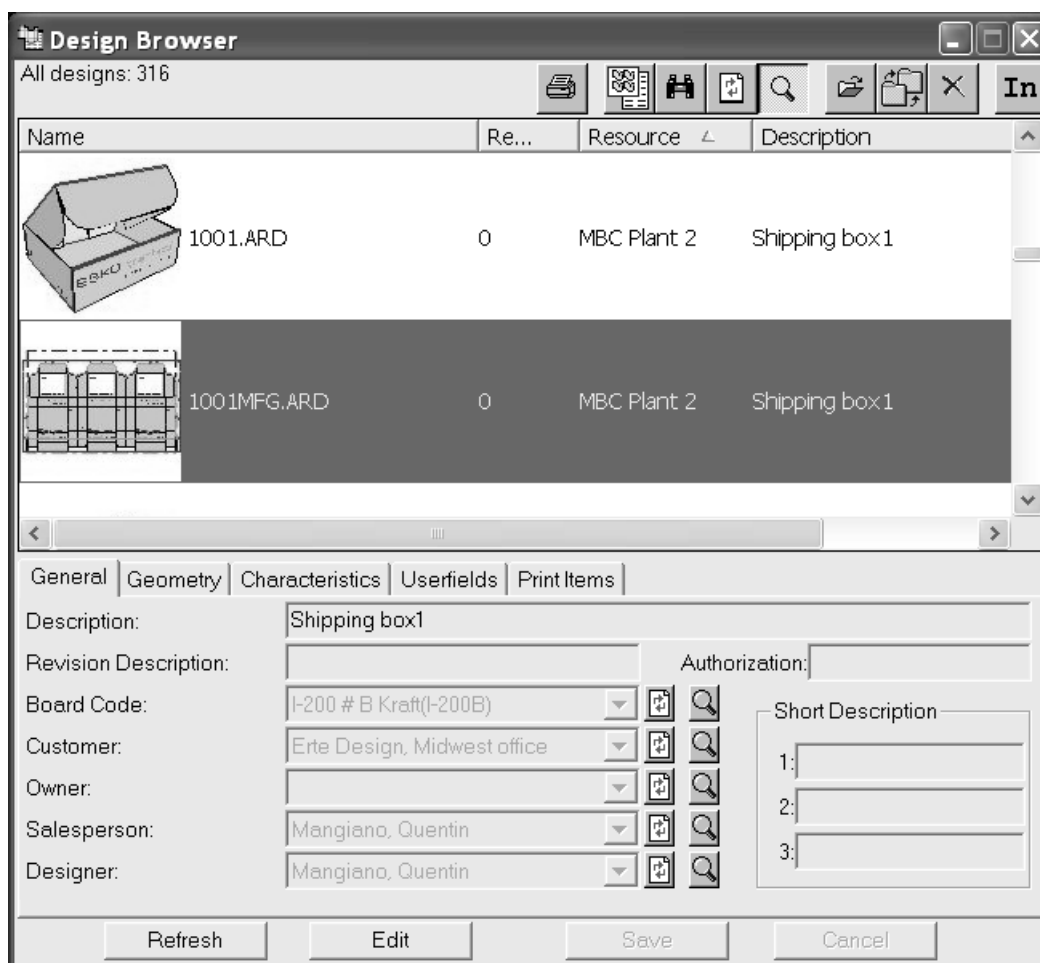 Design Browser
All designs: 316
In
Name Re... Resource Description
1001.ARD 0 MBC Plant 2 Shipping box1
ESKO
1001MFG.ARD 0 MBC Plant 2 Shipping box1
General Geometry Characteristics Userfields Print Items
Description: Shipping box1
Revision Description: Authorization:
Board Code: I-200 # B Kraft(I-200B)
Short Description
Customer: Erte Design, Midwest office
1:
Owner:
2:
Salesperson: Mangiano, Quentin
3:
Designer: Mangiano, Quentin
Refresh Edit Save Cancel